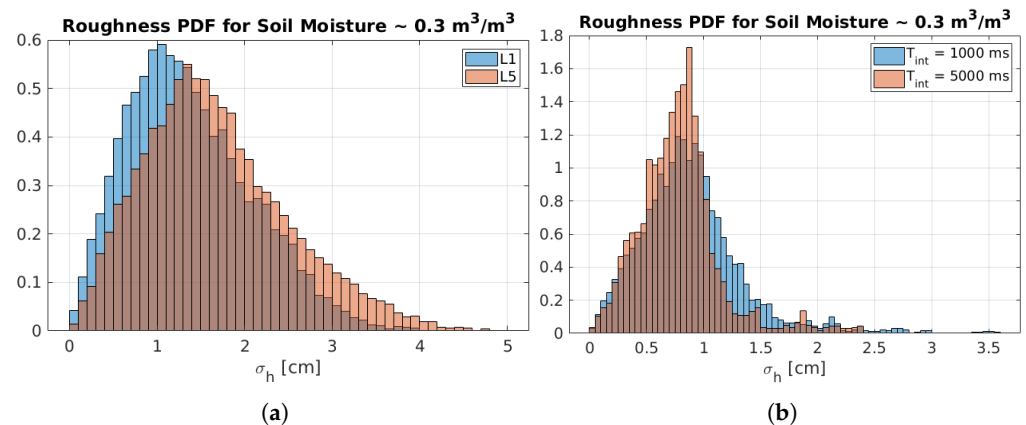 Roughness PDF for Soil Moisture ~ 0.3 m³/m³
0.6
0.5
0.4
0.3
0.2
0.1
0
0 1 2 3 4 5
σh [cm]
L1
L5
(a)
Roughness PDF for Soil Moisture ~ 0.3 m³/m³
1.8
1.6
1.4
1.2
1
0.8
0.6
0.4
0.2
0
0 0.5 1 1.5 2 2.5 3 3.5
σh [cm]
Tint = 1000 ms
Tint = 5000 ms
(b)